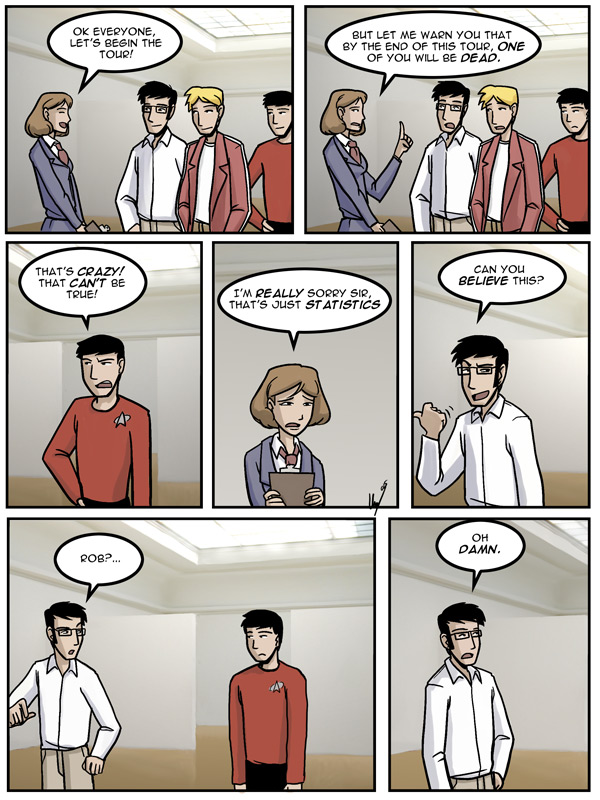 OK EVERYONE,
LET'S BEGIN THE
TOUR!
BUT LET ME WARN YOU THAT
BY THE END OF THIS TOUR, ONE
OF YOU WILL BE DEAD.
THAT'S CRAZY!
THAT CAN'T BE
TRUE!
I'M REALLY SORRY SIR,
THAT'S JUST STATISTICS
CAN YOU
BELIEVE THIS?
ROB?...
OH
DAMN.